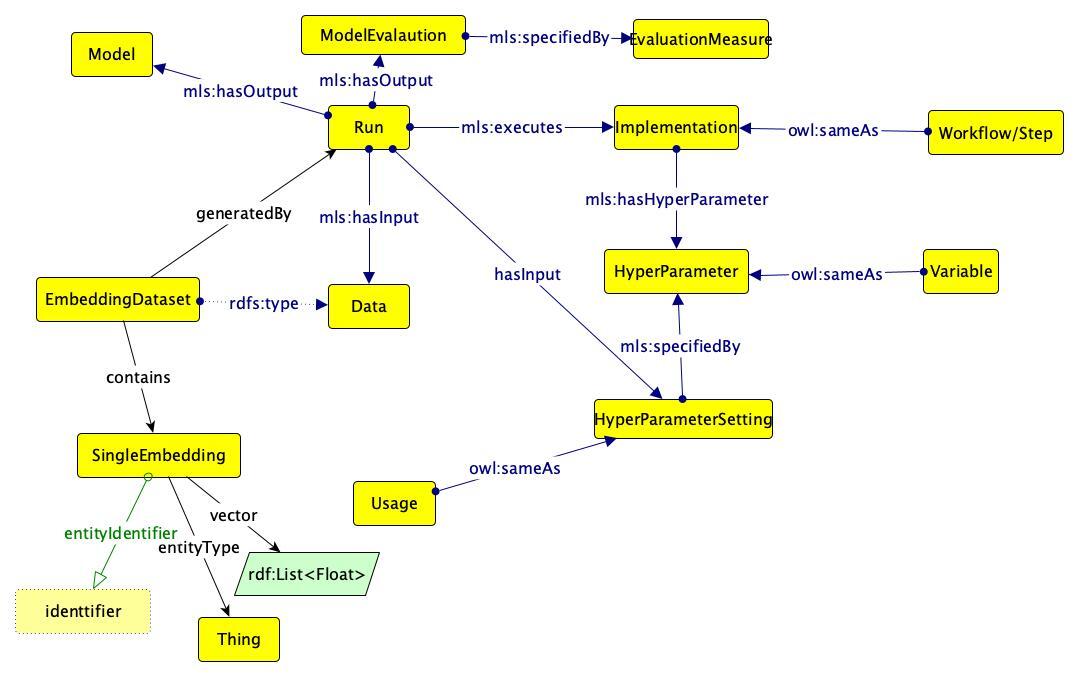 ModelEvalaution
mls:specifiedBy
EvaluationMeasure
Model
mls:hasOutput
mls:hasOutput
Run
mls:executes
Implementation
owl:sameAs
Workflow/Step
generatedBy
mls:hasInput
mls:hasHyperParameter
hasInput
HyperParameter
owl:sameAs
Variable
EmbeddingDataset
rdfs:type
Data
mls:specifiedBy
contains
HyperParameterSetting
SingleEmbedding
owl:sameAs
Usage
vector
entityIdentifier
entityType
rdf:List<Float>
identtifier
Thing